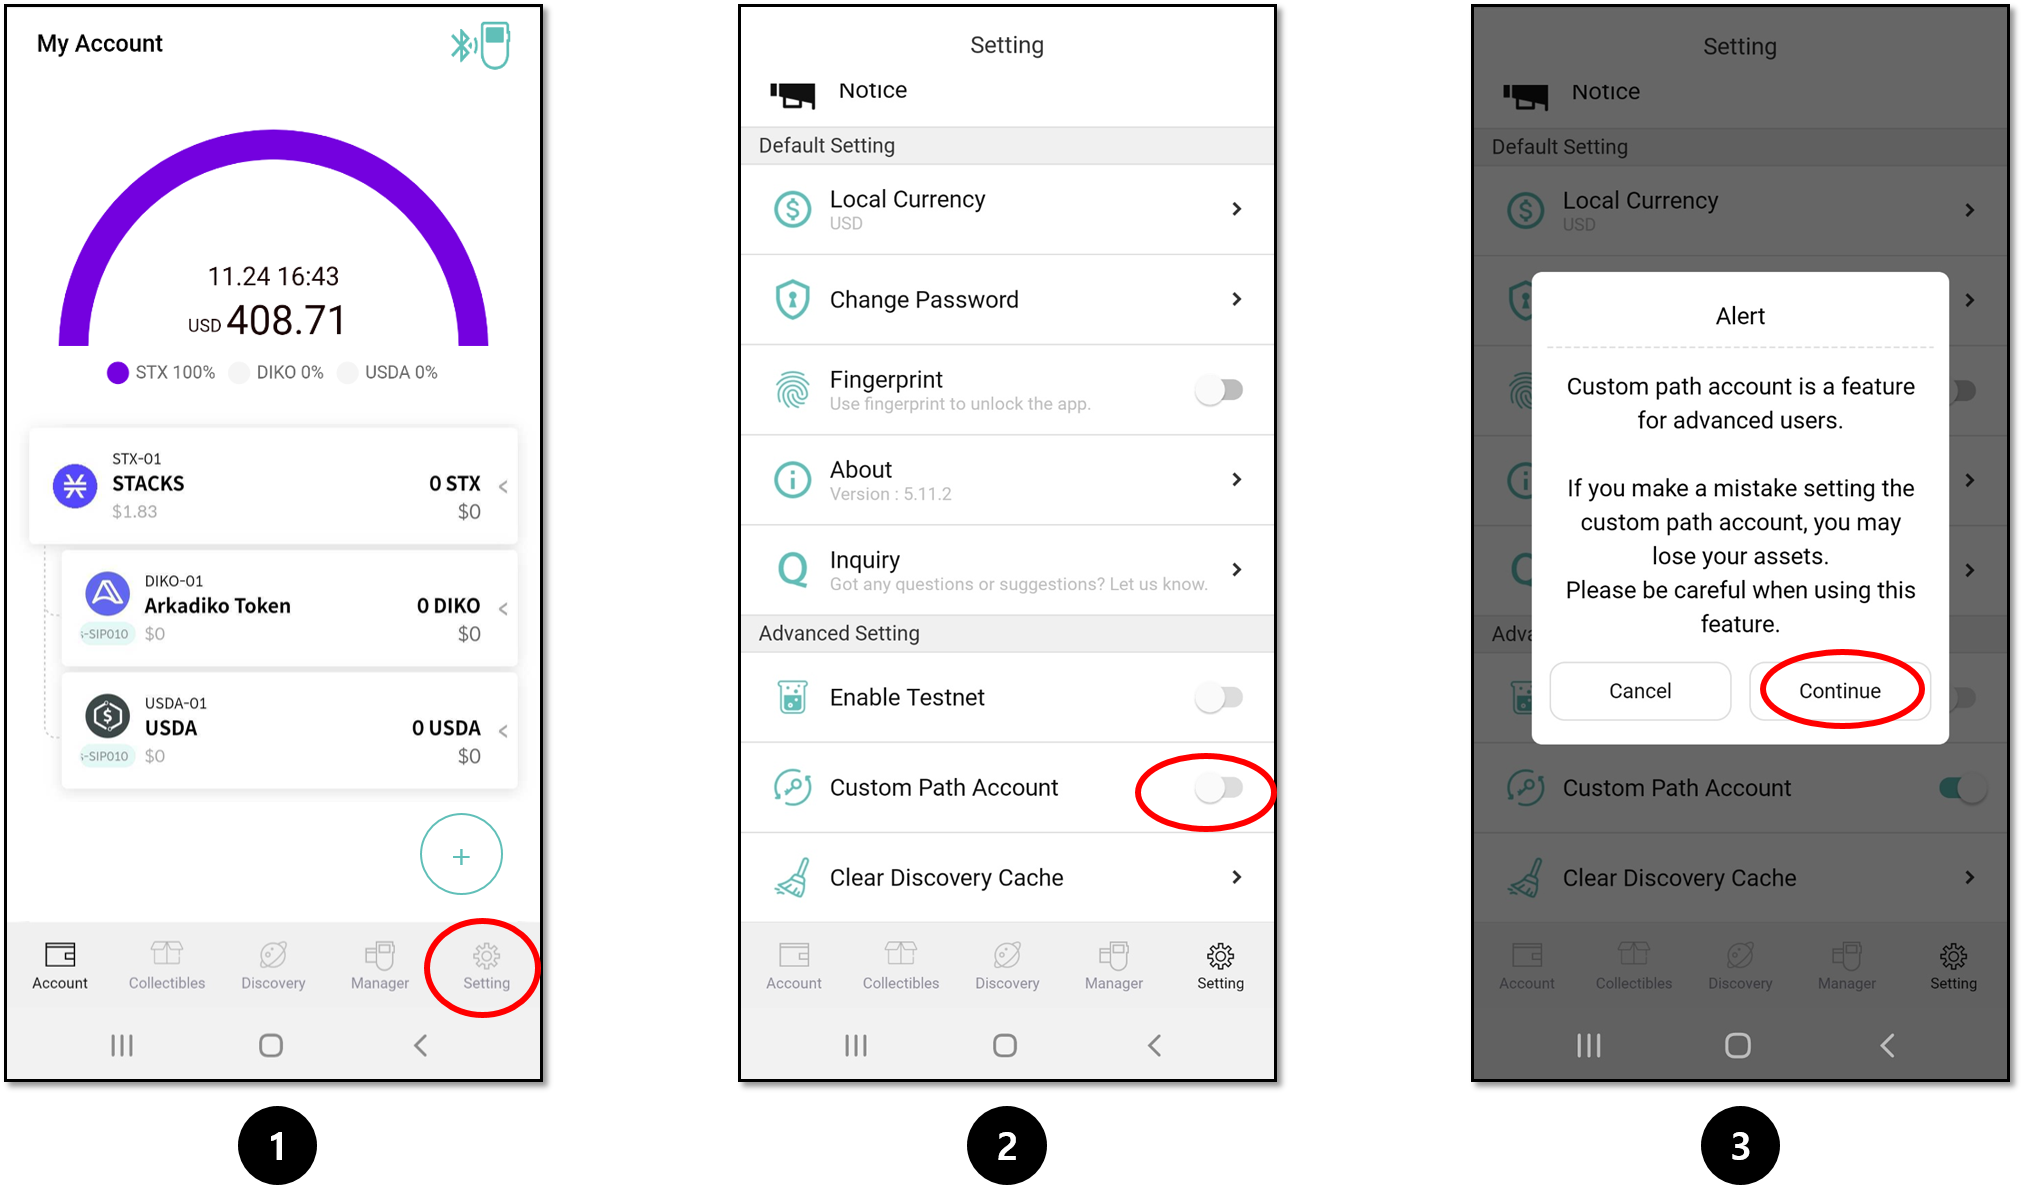 My Account
11.24 16:43
USD 408.71
STX 100% DIKO 0% USDA 0%
STX-01
STACKS 0 STX
$1.83 $0
DIKO-01
Arkadiko Token 0 DIKO
-SIP010 $0 $0
USDA-01
USDA 0 USDA
-SIP010 $0 $0
+
Account Collectibles Discovery Manager Setting
1
Setting
Notice
Default Setting
Local Currency
USD
Change Password
Fingerprint
Use fingerprint to unlock the app.
About
Version : 5.11.2
Inquiry
Got any questions or suggestions? Let us know.
Advanced Setting
Enable Testnet
Custom Path Account
Clear Discovery Cache
Account Collectibles Discovery Manager Setting
2
Setting
Notice
Default Setting
Local Currency
USD
Alert
Custom path account is a feature
for advanced users.
If you make a mistake setting the
custom path account, you may
lose your assets.
Please be careful when using this
feature.
Cancel Continue
Adva
Custom Path Account
Clear Discovery Cache
Account Collectibles Discovery Manager Setting
3